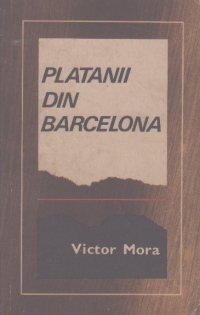 PLATANII
DIN
BARCELONA
Victor Mora